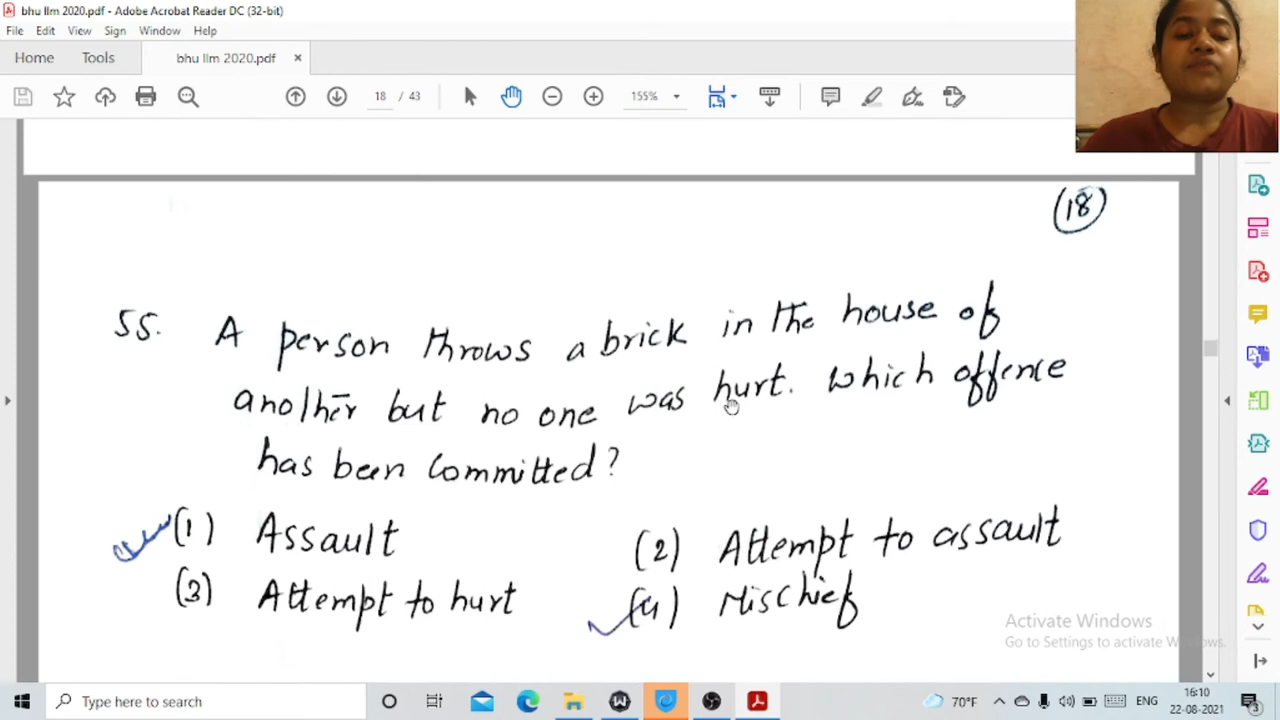 bhu llm 2020.pdf - Adobe Acrobat Reader DC (32-bit)
File Edit View Sign Window Help
Home Tools bhu llm 2020.pdf ×
18 / 43 155%
(18)
55. A person throws a brick in the house of
another but no one was hurt. Which offence
has been committed?
(1) Assault (2) Attempt to assault
(3) Attempt to hurt (4) Mischief
Activate Windows
Go to Settings to activate Windows.
Type here to search 70°F ENG 16:10
22-08-2021 3